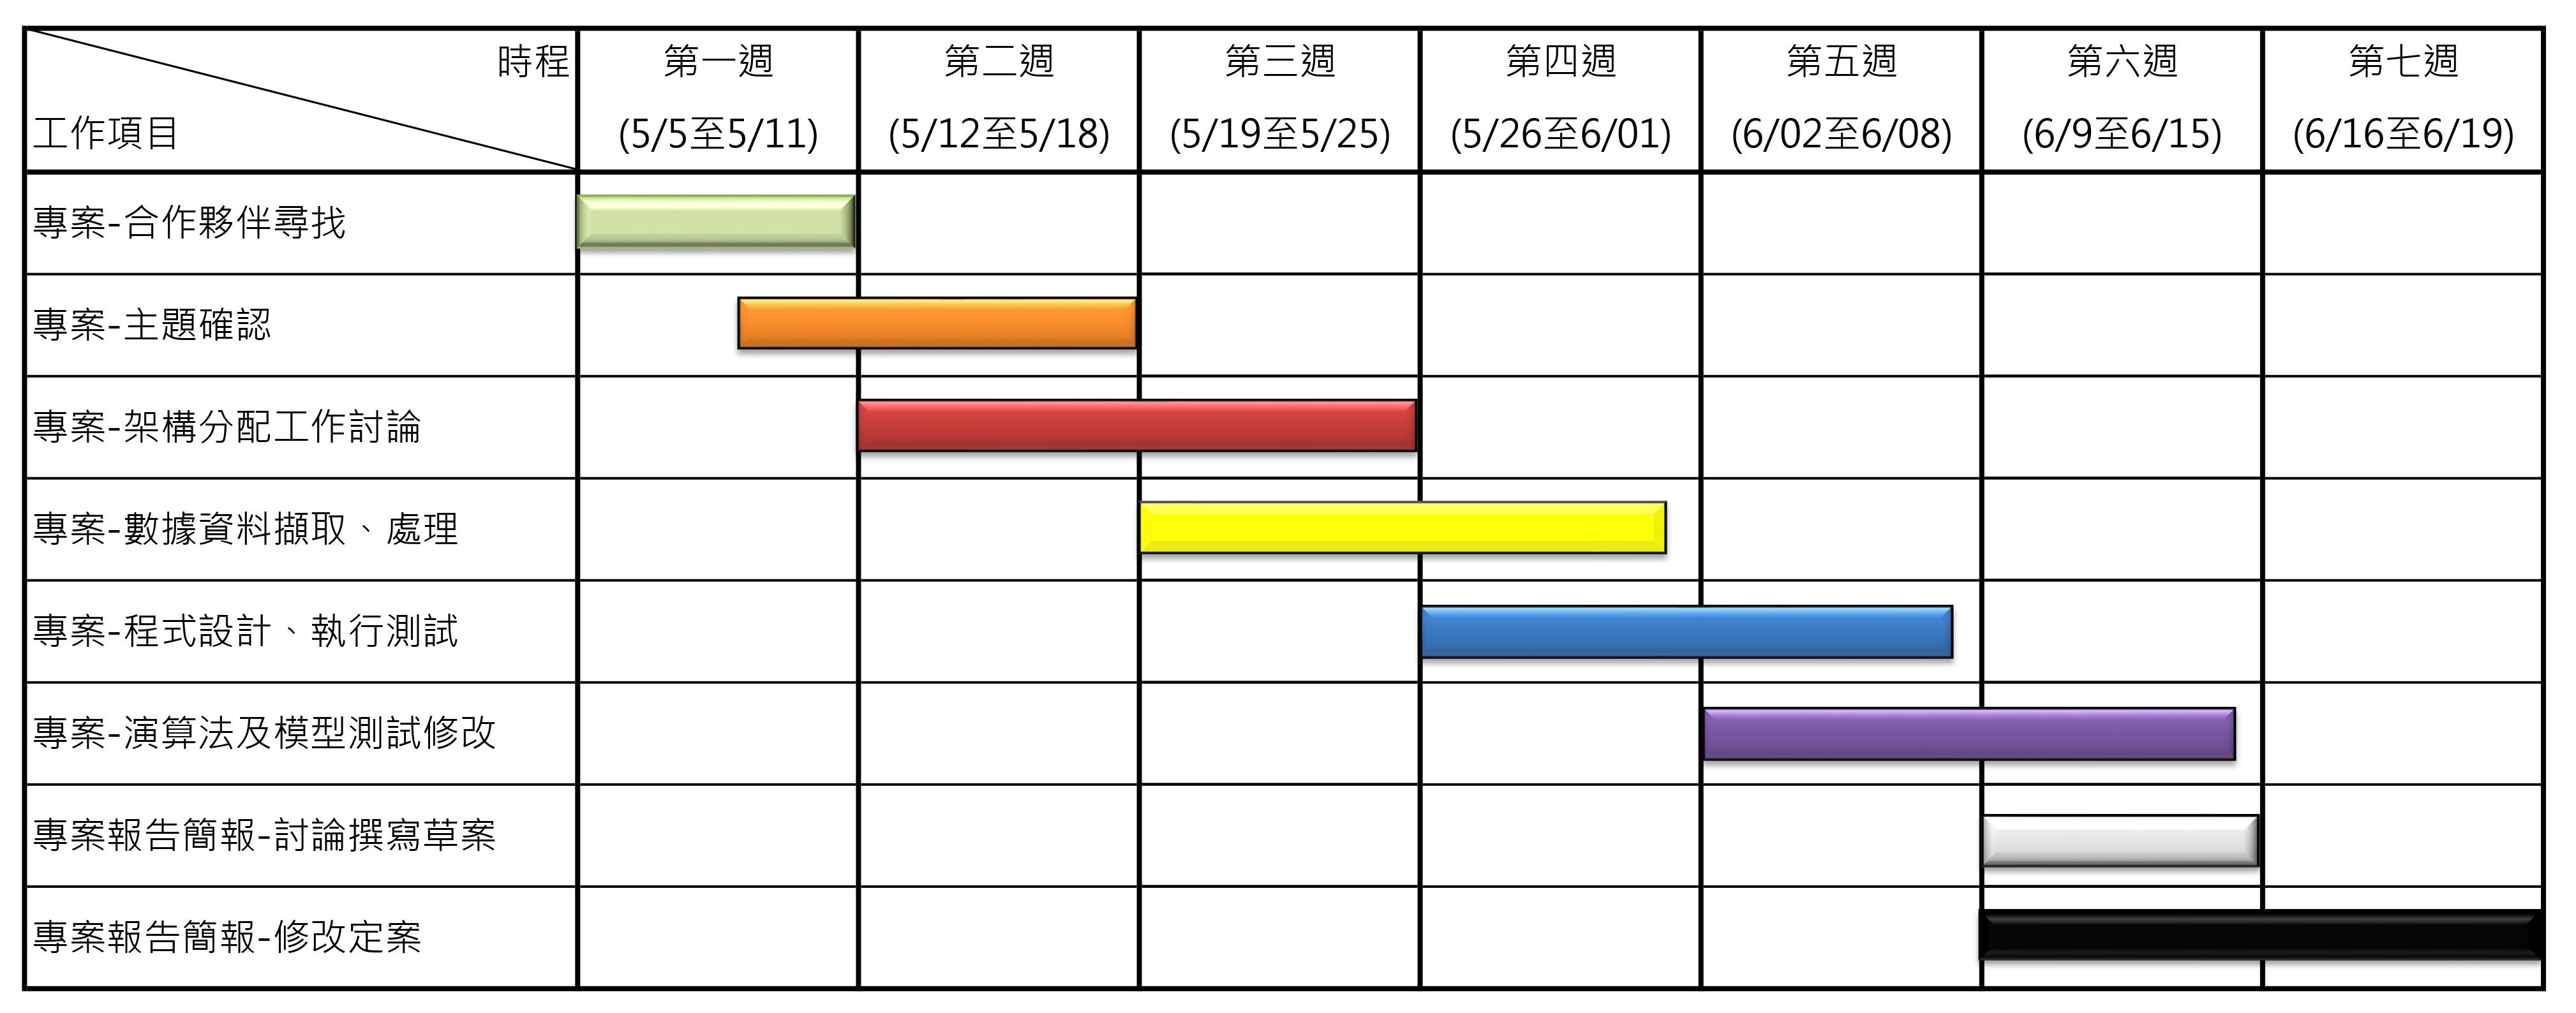 時程
工作項目
第一週
(5/5至5/11)
第二週
(5/12至5/18)
第三週
(5/19至5/25)
第四週
(5/26至6/01)
第五週
(6/02至6/08)
第六週
(6/9至6/15)
第七週
(6/16至6/19)
專案-合作夥伴尋找
專案-主題確認
專案-架構分配工作討論
專案-數據資料擷取、處理
專案-程式設計、執行測試
專案-演算法及模型測試修改
專案報告簡報-討論撰寫草案
專案報告簡報-修改定案